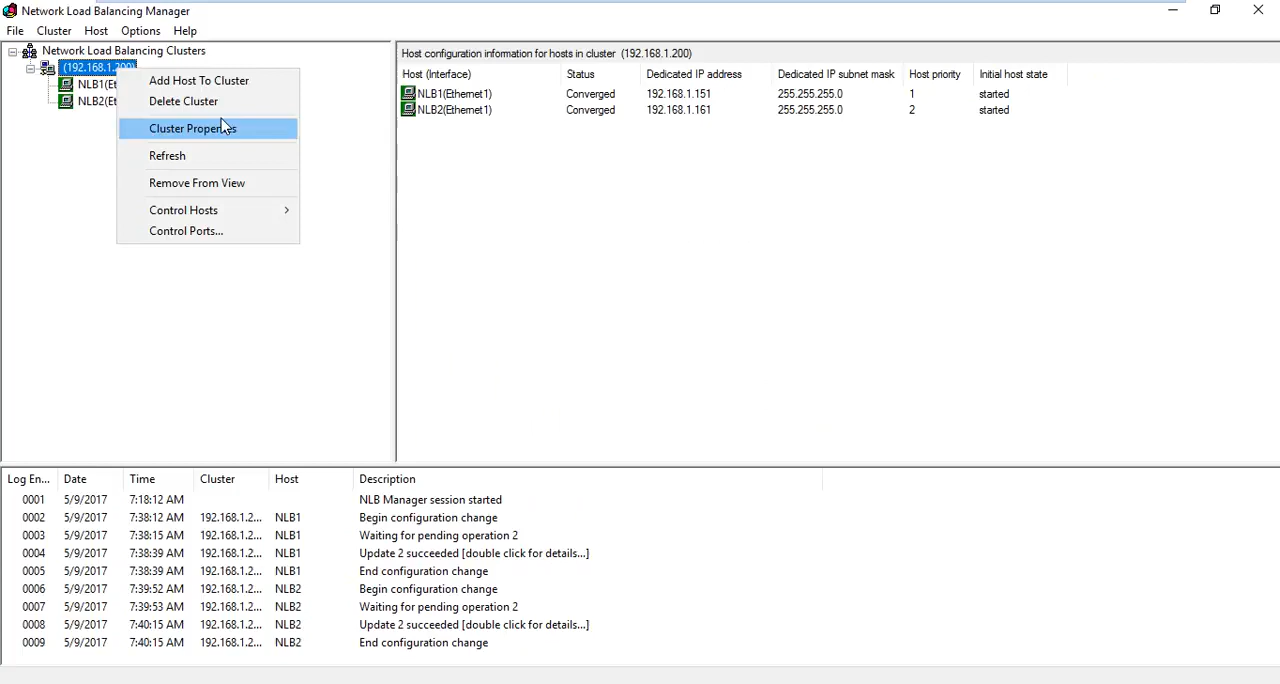 Network Load Balancing Manager
File Cluster Host Options Help
Network Load Balancing Clusters
(192.168.1.200)
NLB1(Et
NLB2(Et
Add Host To Cluster
Delete Cluster
Cluster Properties
Refresh
Remove From View
Control Hosts
Control Ports...
Host configuration information for hosts in cluster (192.168.1.200)
Host (Interface) Status Dedicated IP address Dedicated IP subnet mask Host priority Initial host state
NLB1(Ethernet1) Converged 192.168.1.151 255.255.255.0 1 started
NLB2(Ethernet1) Converged 192.168.1.161 255.255.255.0 2 started
Log En... Date Time Cluster Host Description
0001 5/9/2017 7:18:12 AM NLB Manager session started
0002 5/9/2017 7:38:12 AM 192.168.1.2... NLB1 Begin configuration change
0003 5/9/2017 7:38:15 AM 192.168.1.2... NLB1 Waiting for pending operation 2
0004 5/9/2017 7:38:39 AM 192.168.1.2... NLB1 Update 2 succeeded [double click for details...]
0005 5/9/2017 7:38:39 AM 192.168.1.2... NLB1 End configuration change
0006 5/9/2017 7:39:52 AM 192.168.1.2... NLB2 Begin configuration change
0007 5/9/2017 7:39:53 AM 192.168.1.2... NLB2 Waiting for pending operation 2
0008 5/9/2017 7:40:15 AM 192.168.1.2... NLB2 Update 2 succeeded [double click for details...]
0009 5/9/2017 7:40:15 AM 192.168.1.2... NLB2 End configuration change